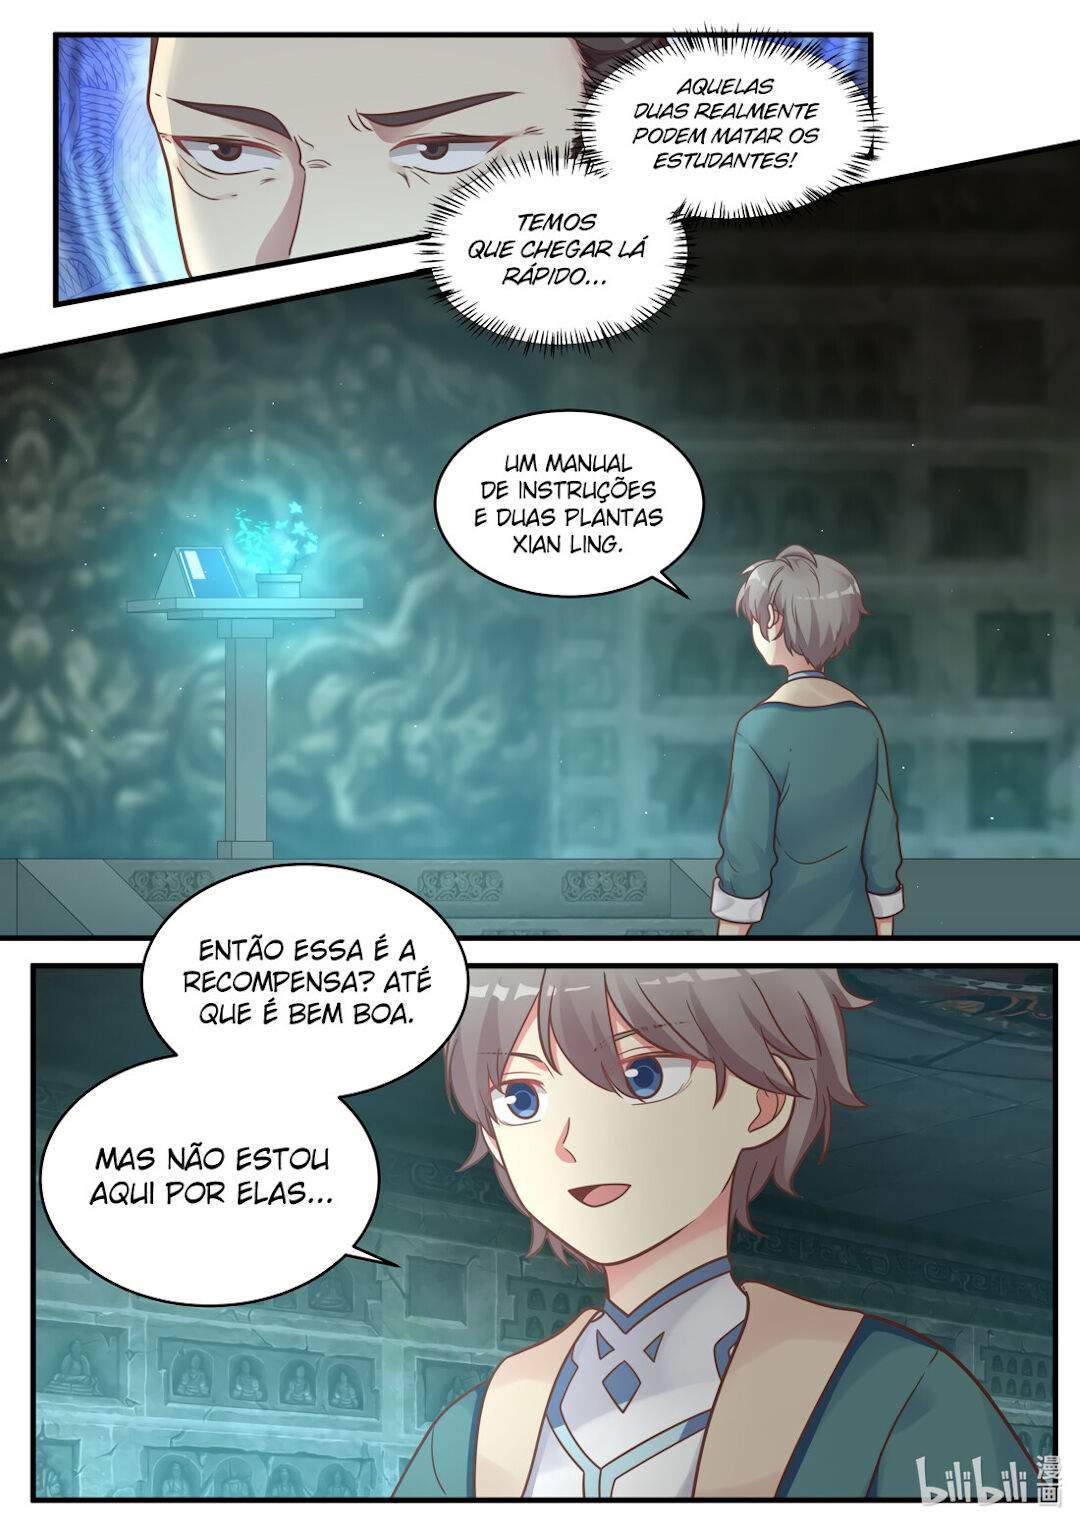 AQUELAS
DUAS REALMENTE
PODEM MATAR OS
ESTUDANTES!
TEMOS
QUE CHEGAR LÁ
RÁPIDO...
UM MANUAL
DE INSTRUÇÕES
E DUAS PLANTAS
XIAN LING.
ENTÃO ESSA É A
RECOMPENSA? ATÉ
QUE É BEM BOA.
MAS NÃO ESTOU
AQUI POR ELAS...
bilibili 漫画